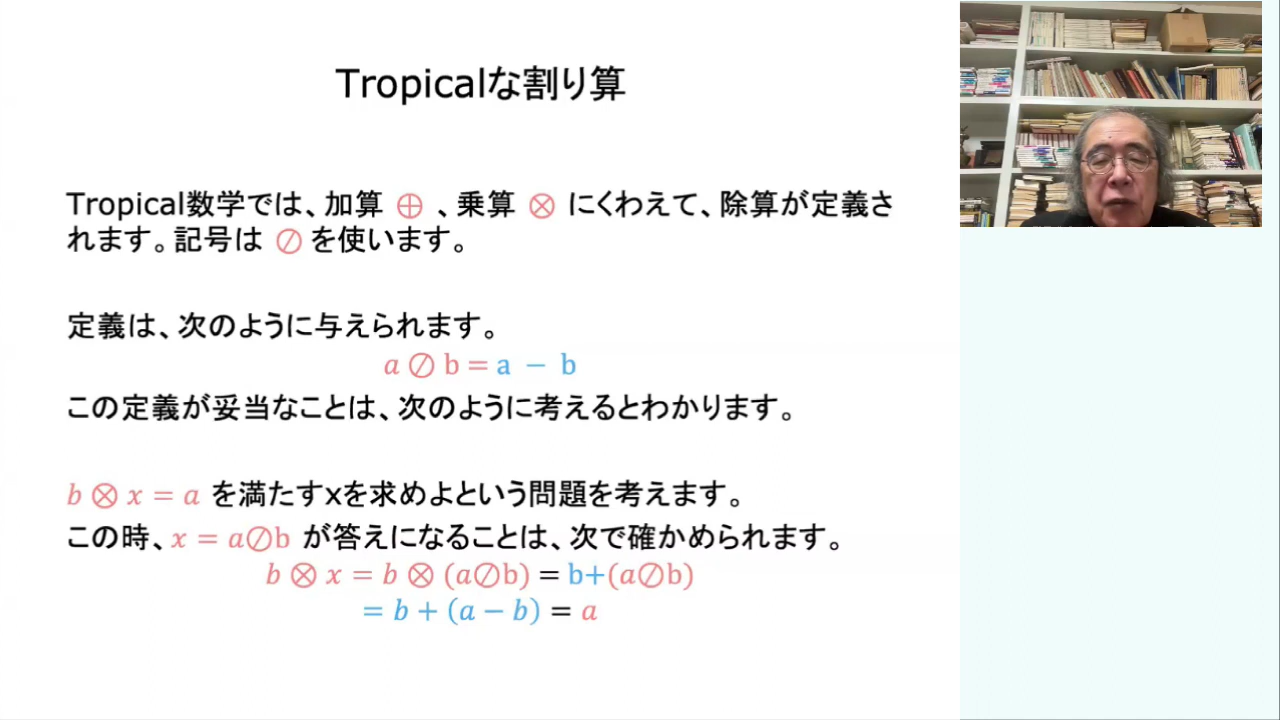 Tropicalな割り算
Tropical数学では、加算 ⊕ 、乗算 ⊗ にくわえて、除算が定義さ
れます。記号は ⊘ を使います。
定義は、次のように与えられます。
a ⊘ b = a − b
この定義が妥当なことは、次のように考えるとわかります。
b ⊗ x = a を満たすxを求めよという問題を考えます。
この時、x = a⊘b が答えになることは、次で確かめられます。
b ⊗ x = b ⊗ (a⊘b) = b+(a⊘b)
= b + (a − b) = a